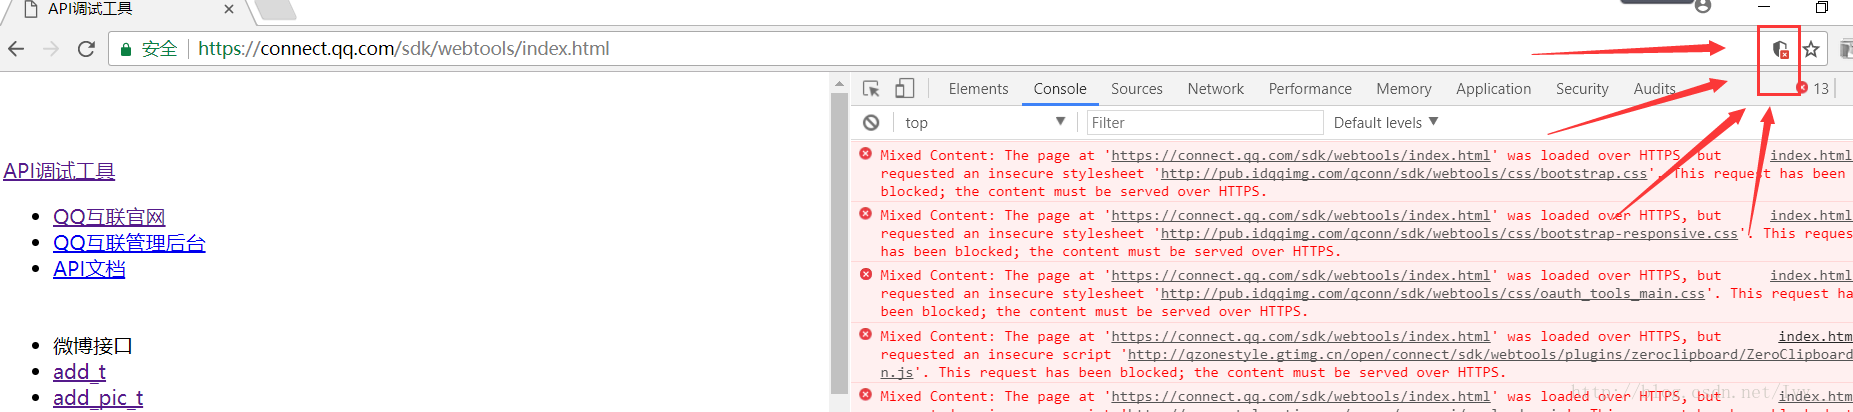 API调试工具
安全 https://connect.qq.com/sdk/webtools/index.html
Elements Console Sources Network Performance Memory Application Security Audits 13
top Filter Default levels
API调试工具
QQ互联官网
QQ互联管理后台
API文档
微博接口
add_t
add_pic_t
Mixed Content: The page at 'https://connect.qq.com/sdk/webtools/index.html' was loaded over HTTPS, but index.html
requested an insecure stylesheet 'http://pub.idqqimg.com/qconn/sdk/webtools/css/bootstrap.css'. This request has been
blocked; the content must be served over HTTPS.
Mixed Content: The page at 'https://connect.qq.com/sdk/webtools/index.html' was loaded over HTTPS, but index.html
requested an insecure stylesheet 'http://pub.idqqimg.com/qconn/sdk/webtools/css/bootstrap-responsive.css'. This reques
has been blocked; the content must be served over HTTPS.
Mixed Content: The page at 'https://connect.qq.com/sdk/webtools/index.html' was loaded over HTTPS, but index.html
requested an insecure stylesheet 'http://pub.idqqimg.com/qconn/sdk/webtools/css/oauth_tools_main.css'. This request ha
been blocked; the content must be served over HTTPS.
Mixed Content: The page at 'https://connect.qq.com/sdk/webtools/index.html' was loaded over HTTPS, but index.htm
requested an insecure script 'http://qzonestyle.gtimg.cn/open/connect/sdk/webtools/plugins/zeroclipboard/ZeroClipboard
n.js'. This request has been blocked; the content must be served over HTTPS.
Mixed Content: The page at 'https://connect.qq.com/sdk/webtools/index.html' was loaded over HTTPS, but index.html